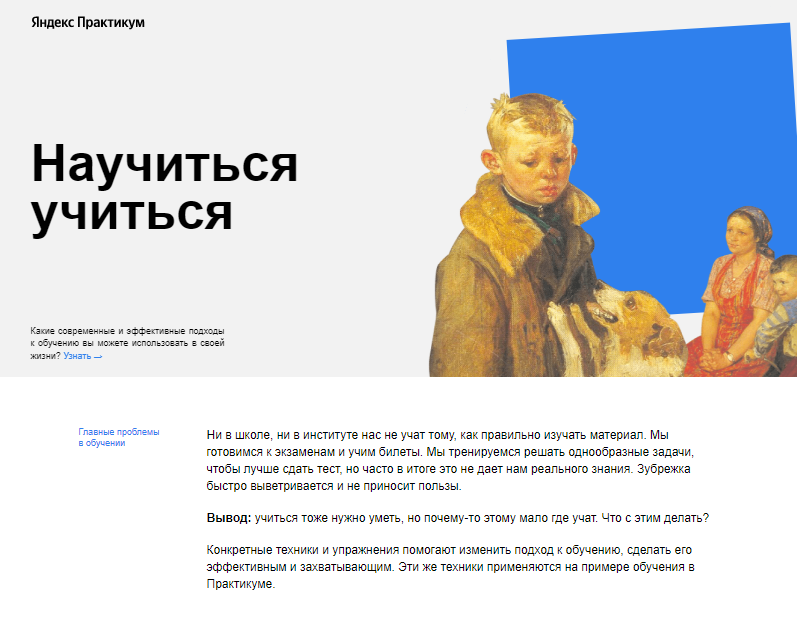 Яндекс Практикум
Научиться
учиться
Какие современные и эффективные подходы
к обучению вы можете использовать в своей
жизни? Узнать →
Главные проблемы
в обучении
Ни в школе, ни в институте нас не учат тому, как правильно изучать материал. Мы
готовимся к экзаменам и учим билеты. Мы тренируемся решать однообразные задачи,
чтобы лучше сдать тест, но часто в итоге это не дает нам реального знания. Зубрежка
быстро выветривается и не приносит пользы.
Вывод: учиться тоже нужно уметь, но почему-то этому мало где учат. Что с этим делать?
Конкретные техники и упражнения помогают изменить подход к обучению, сделать его
эффективным и захватывающим. Эти же техники применяются на примере обучения в
Практикуме.